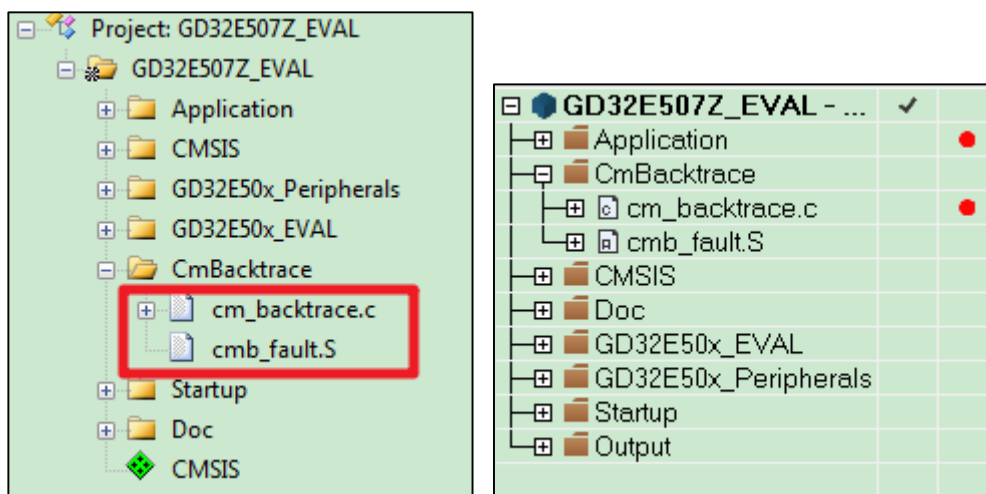 Project: GD32E507Z_EVAL
GD32E507Z_EVAL
Application
CMSIS
GD32E50x_Peripherals
GD32E50x_EVAL
CmBacktrace
cm_backtrace.c
cmb_fault.S
Startup
Doc
CMSIS
GD32E507Z_EVAL - ...
Application
CmBacktrace
cm_backtrace.c
cmb_fault.S
CMSIS
Doc
GD32E50x_EVAL
GD32E50x_Peripherals
Startup
Output